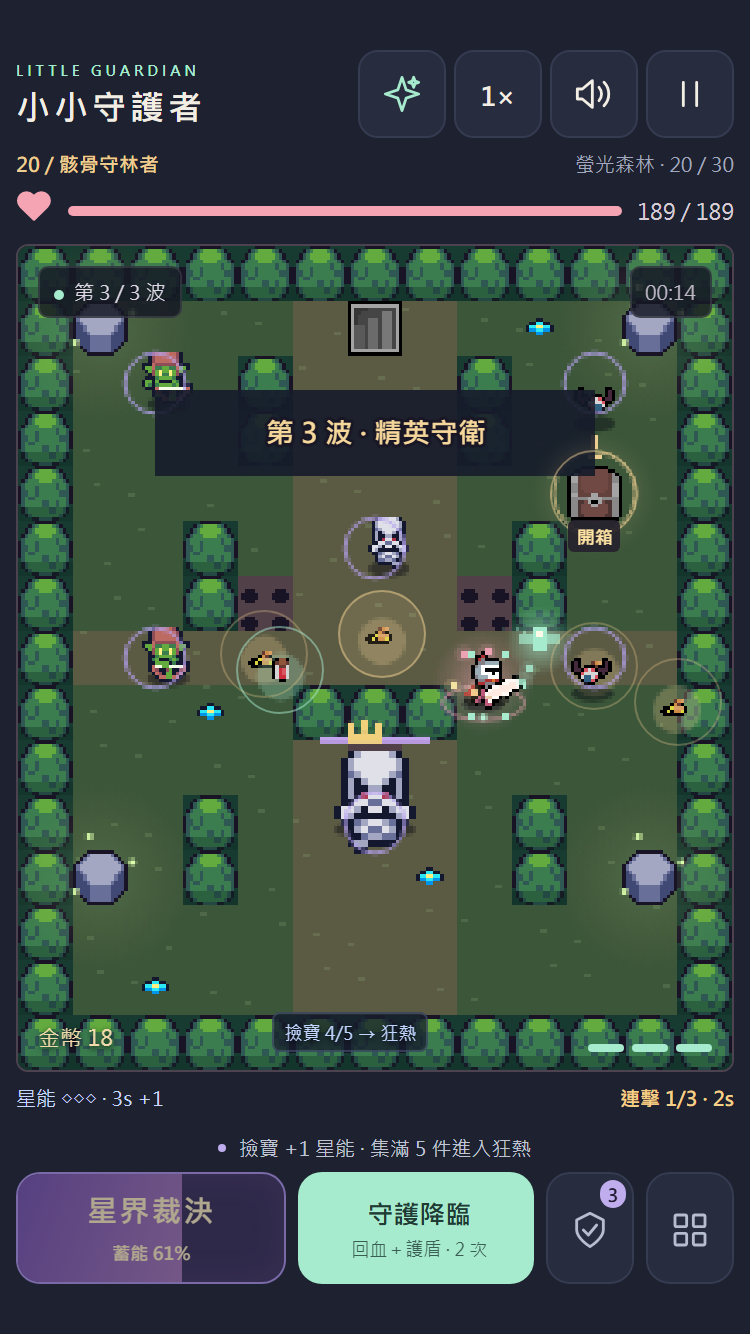 LITTLE GUARDIAN
小小守護者
1×
20 / 骸骨守林者
螢光森林 · 20 / 30
189 / 189
第 3 / 3 波
00:14
第 3 波 · 精英守衛
開箱
金幣 18
撿寶 4/5 → 狂熱
星能 ◇◇◇ · 3s +1
連擊 1/3 · 2s
撿寶 +1 星能 · 集滿 5 件進入狂熱
星界裁決
蓄能 61%
守護降臨
回血 + 護盾 · 2 次
3